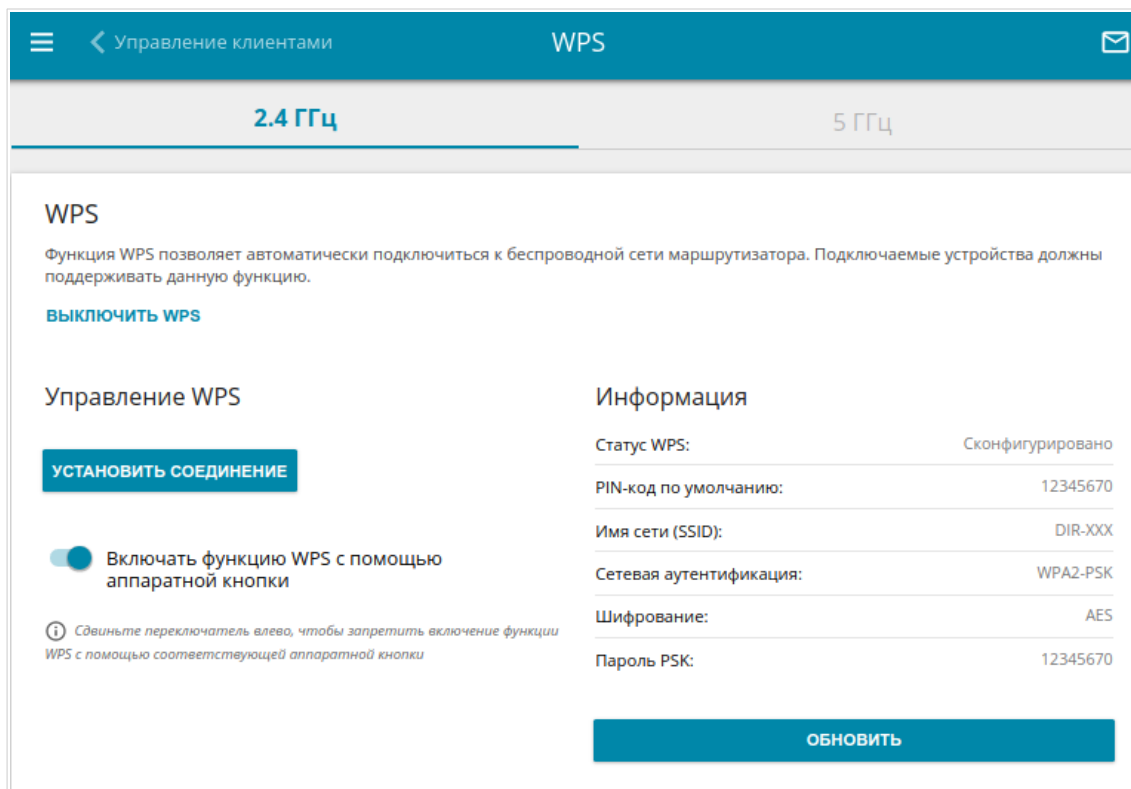 Управление клиентами
WPS
2.4 ГГц
5 ГГц
WPS
Функция WPS позволяет автоматически подключиться к беспроводной сети маршрутизатора. Подключаемые устройства должны
поддерживать данную функцию.
ВЫКЛЮЧИТЬ WPS
Управление WPS
УСТАНОВИТЬ СОЕДИНЕНИЕ
Включать функцию WPS с помощью
аппаратной кнопки
Сдвиньте переключатель влево, чтобы запретить включение функции
WPS с помощью соответствующей аппаратной кнопки
Информация
Статус WPS: Сконфигурировано
PIN-код по умолчанию: 12345670
Имя сети (SSID): DIR-XXX
Сетевая аутентификация: WPA2-PSK
Шифрование: AES
Пароль PSK: 12345670
ОБНОВИТЬ